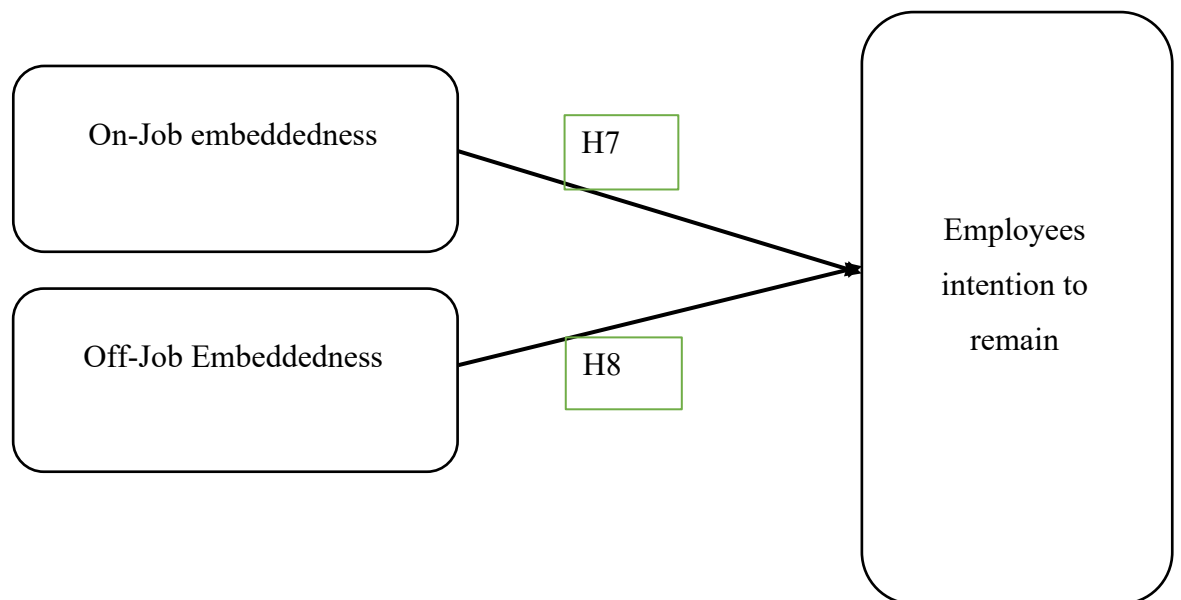 On-Job embeddedness
H7
Employees
intention to
remain
Off-Job Embeddedness
H8